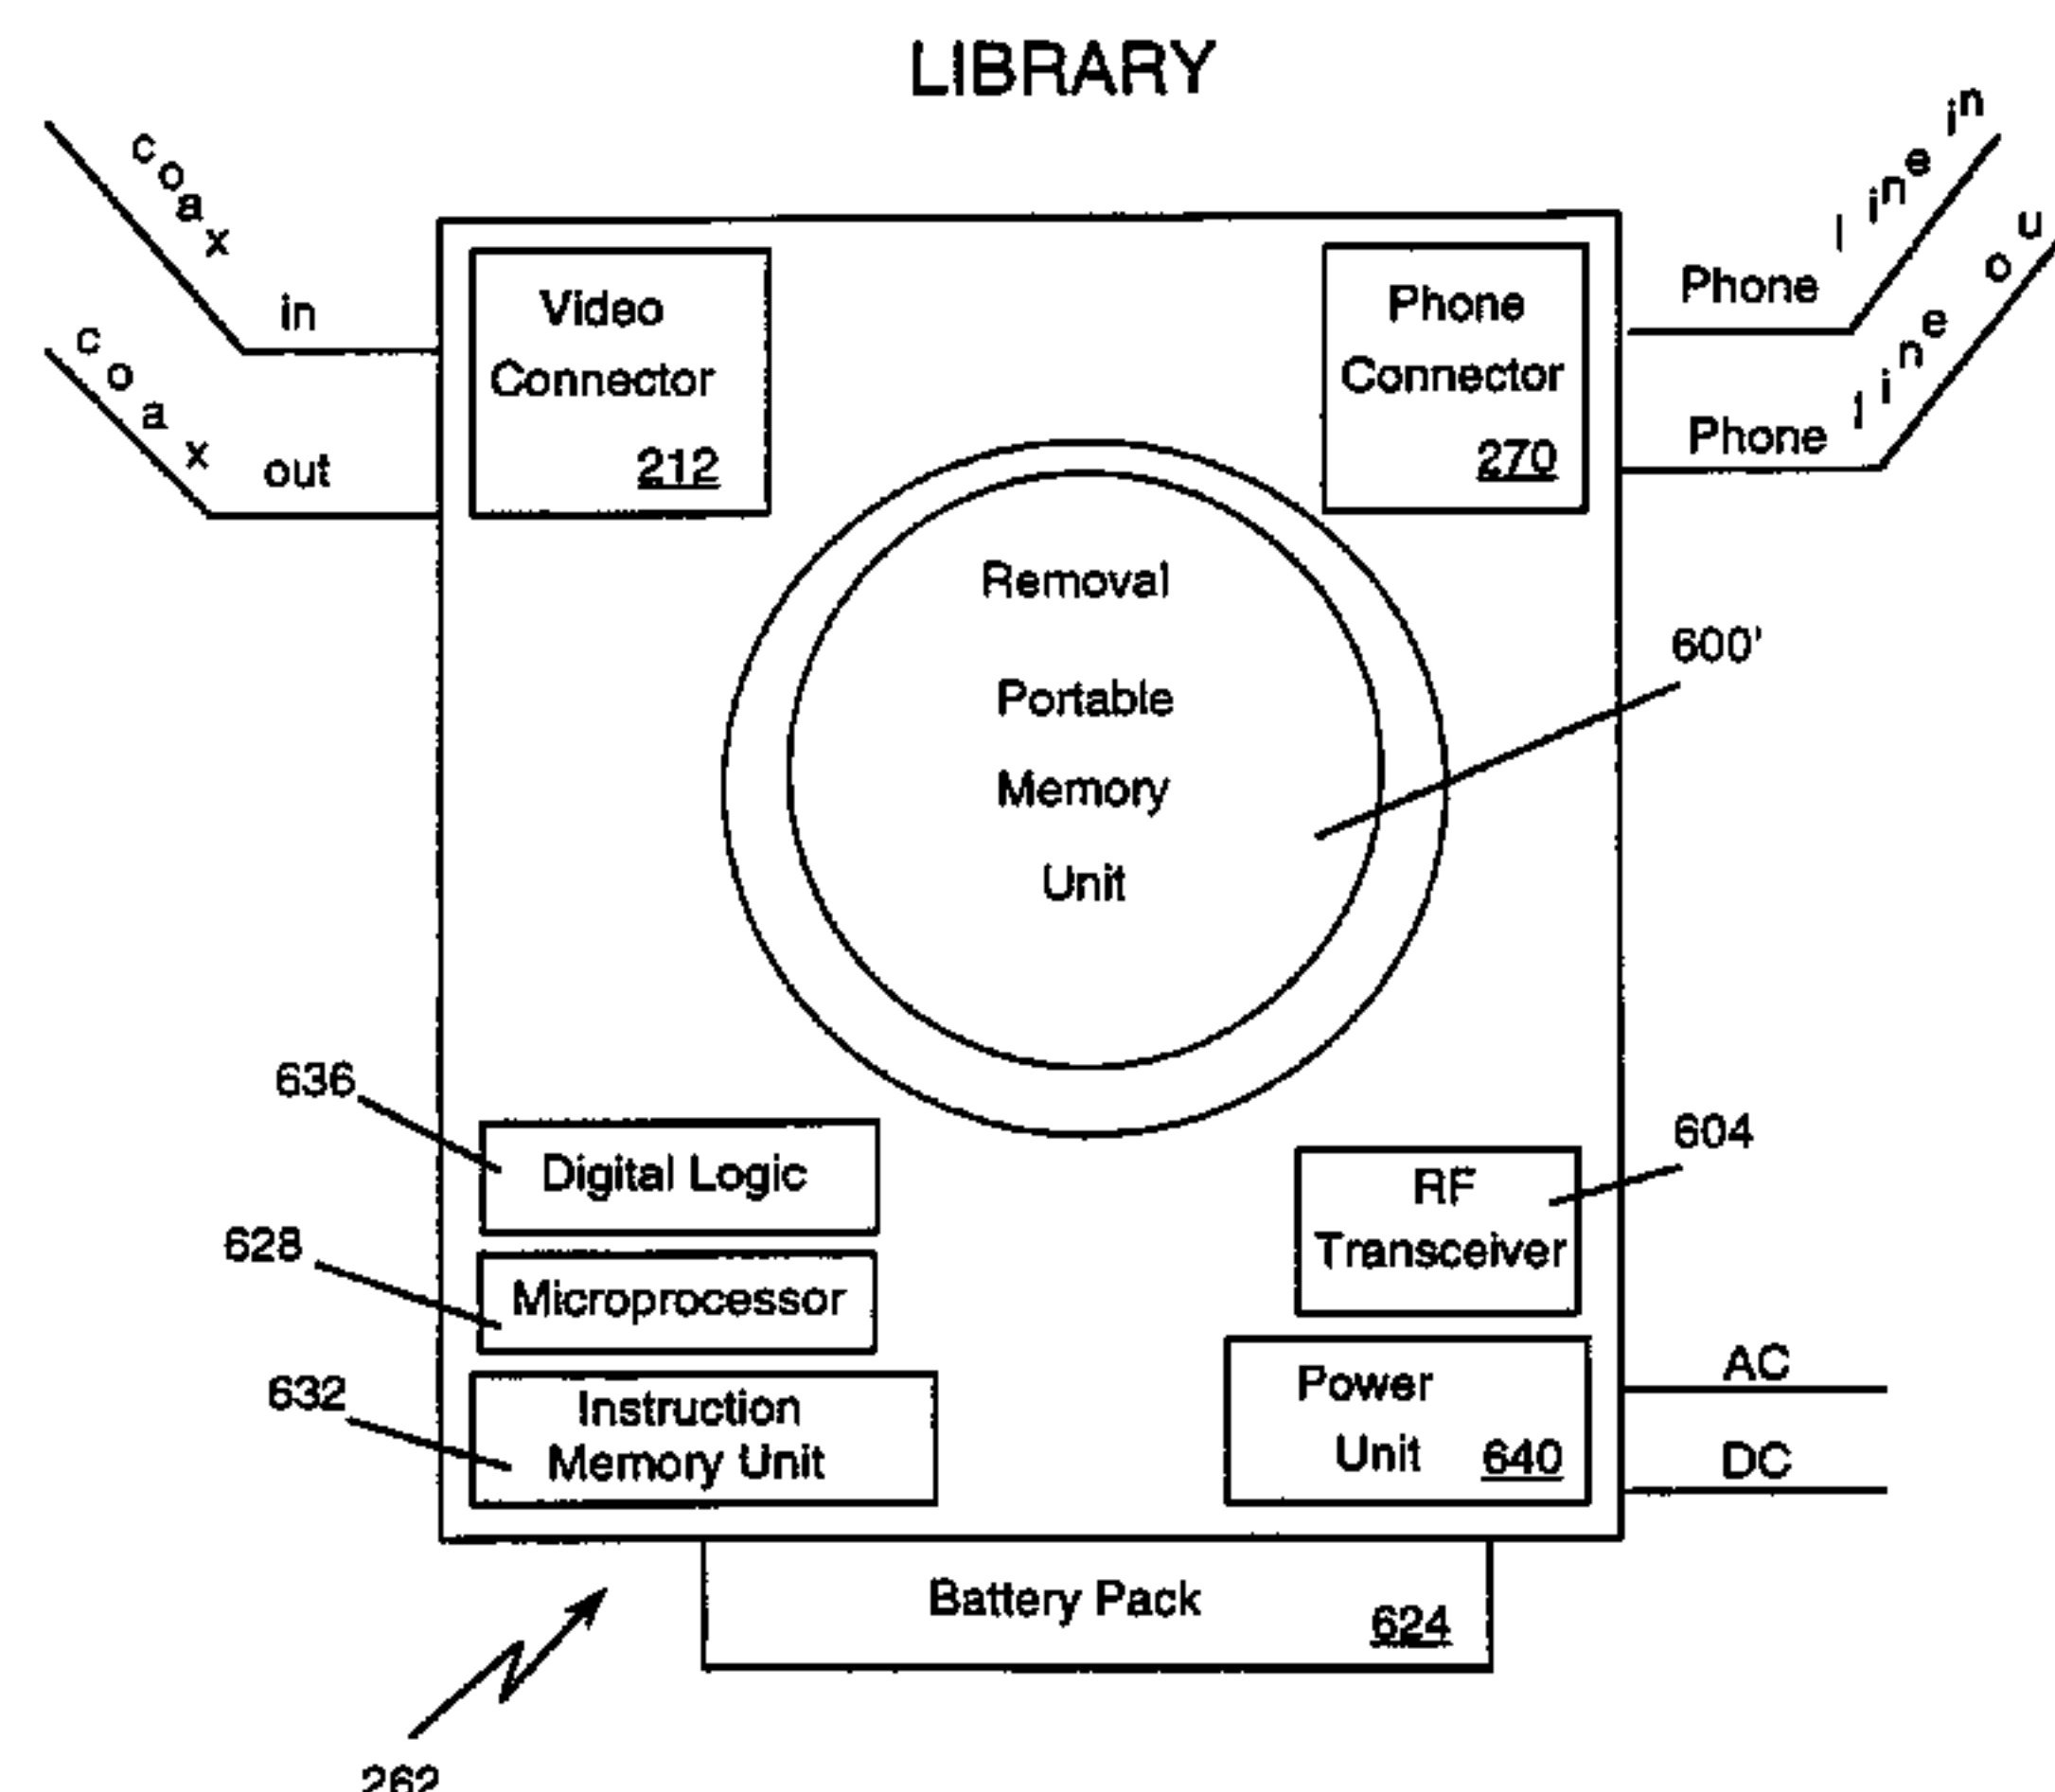 LIBRARY
coax in
coax out
Video
Connector
212
Phone
Connector
270
Phone line in
Phone line ou
Removal
Portable
Memory
Unit
600'
636
Digital Logic
628
Microprocessor
632
Instruction
Memory Unit
604
RF
Transceiver
Power
Unit 640
AC
DC
Battery Pack 624
262